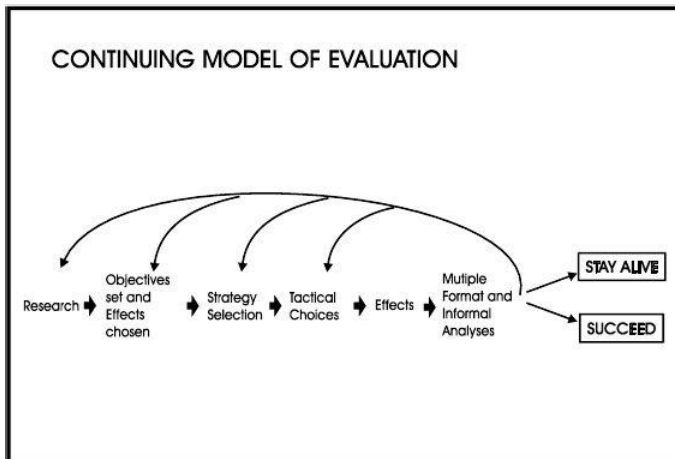 CONTINUING MODEL OF EVALUATION
Research
Objectives
set and
Effects
chosen
Strategy
Selection
Tactical
Choices
Effects
Mutiple
Format and
Informal
Analyses
STAY ALIVE
SUCCEED